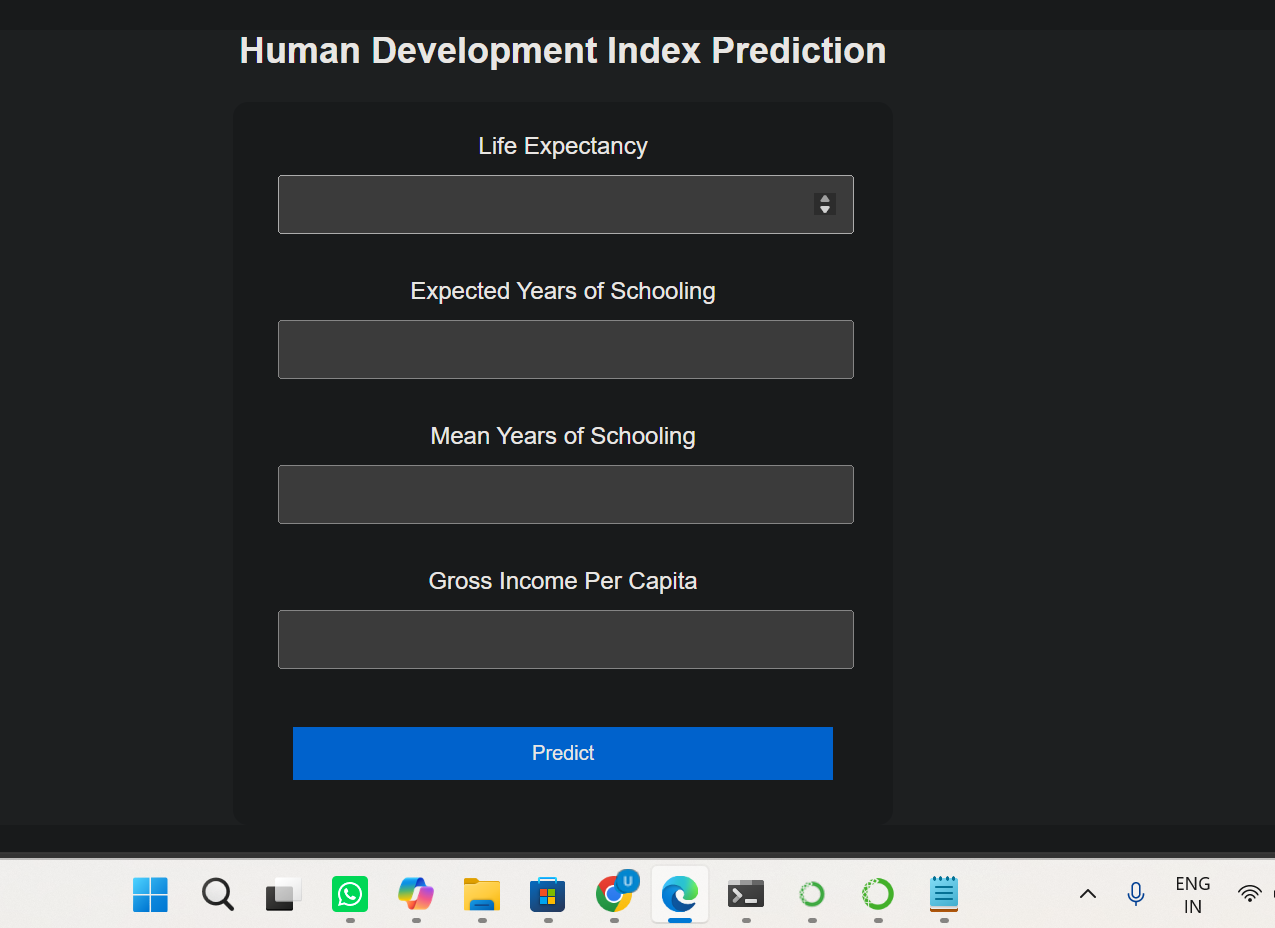 Human Development Index Prediction
Life Expectancy
Expected Years of Schooling
Mean Years of Schooling
Gross Income Per Capita
Predict
U
ENG
IN